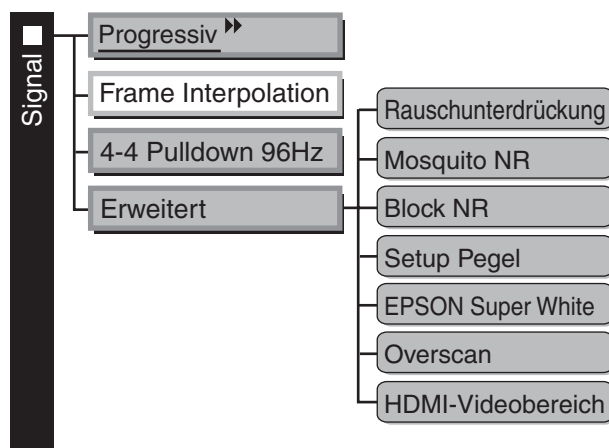 Signal
Progressiv
Frame Interpolation
4-4 Pulldown 96Hz
Erweitert
Rauschunterdrückung
Mosquito NR
Block NR
Setup Pegel
EPSON Super White
Overscan
HDMI-Videobereich